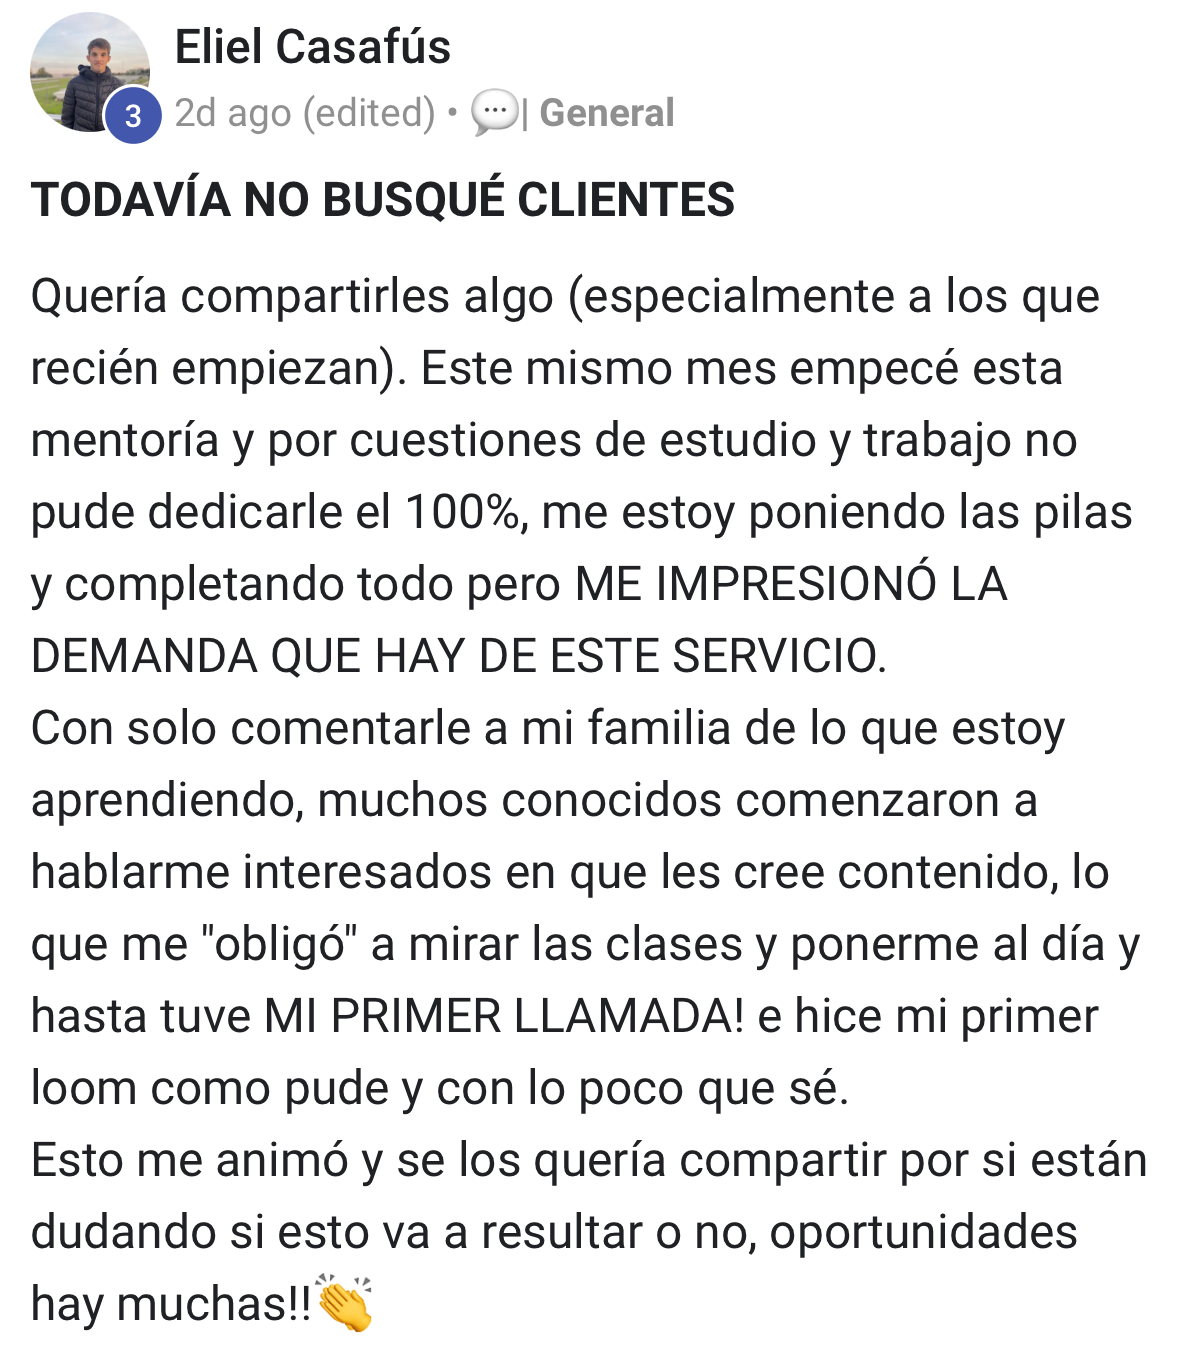 Eliel Casafús
3 2d ago (edited) • 💬| General
TODAVÍA NO BUSQUÉ CLIENTES
Quería compartirles algo (especialmente a los que
recién empiezan). Este mismo mes empecé esta
mentoría y por cuestiones de estudio y trabajo no
pude dedicarle el 100%, me estoy poniendo las pilas
y completando todo pero ME IMPRESIONÓ LA
DEMANDA QUE HAY DE ESTE SERVICIO.
Con solo comentarle a mi familia de lo que estoy
aprendiendo, muchos conocidos comenzaron a
hablarme interesados en que les cree contenido, lo
que me "obligó" a mirar las clases y ponerme al día y
hasta tuve MI PRIMER LLAMADA! e hice mi primer
loom como pude y con lo poco que sé.
Esto me animó y se los quería compartir por si están
dudando si esto va a resultar o no, oportunidades
hay muchas!!👏